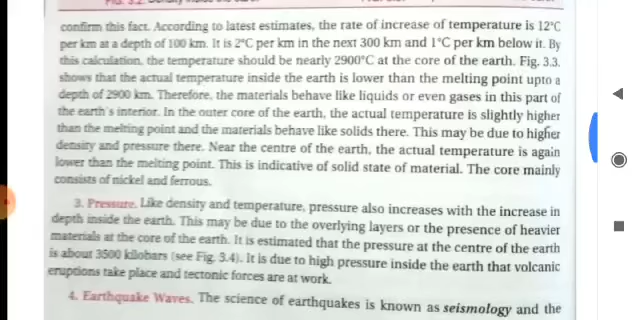 confirm this fact. According to latest estimates, the rate of increase of temperature is 12°C
per km at a depth of 100 km. It is 2°C per km in the next 300 km and 1°C per km below it. By
this calculation, the temperature should be nearly 2900°C at the core of the earth. Fig. 3.3.
shows that the actual temperature inside the earth is lower than the melting point upto a
depth of 2900 km. Therefore, the materials behave like liquids or even gases in this part of
the earth's interior. In the outer core of the earth, the actual temperature is slightly higher
than the melting point and the materials behave like solids there. This may be due to higher
density and pressure there. Near the centre of the earth, the actual temperature is again
lower than the melting point. This is indicative of solid state of material. The core mainly
consists of nickel and ferrous.
3. Pressure. Like density and temperature, pressure also increases with the increase in
depth inside the earth. This may be due to the overlying layers or the presence of heavier
materials at the core of the earth. It is estimated that the pressure at the centre of the earth
is about 3500 kilobars (see Fig. 3.4). It is due to high pressure inside the earth that volcanic
eruptions take place and tectonic forces are at work.
4. Earthquake Waves. The science of earthquakes is known as seismology and the